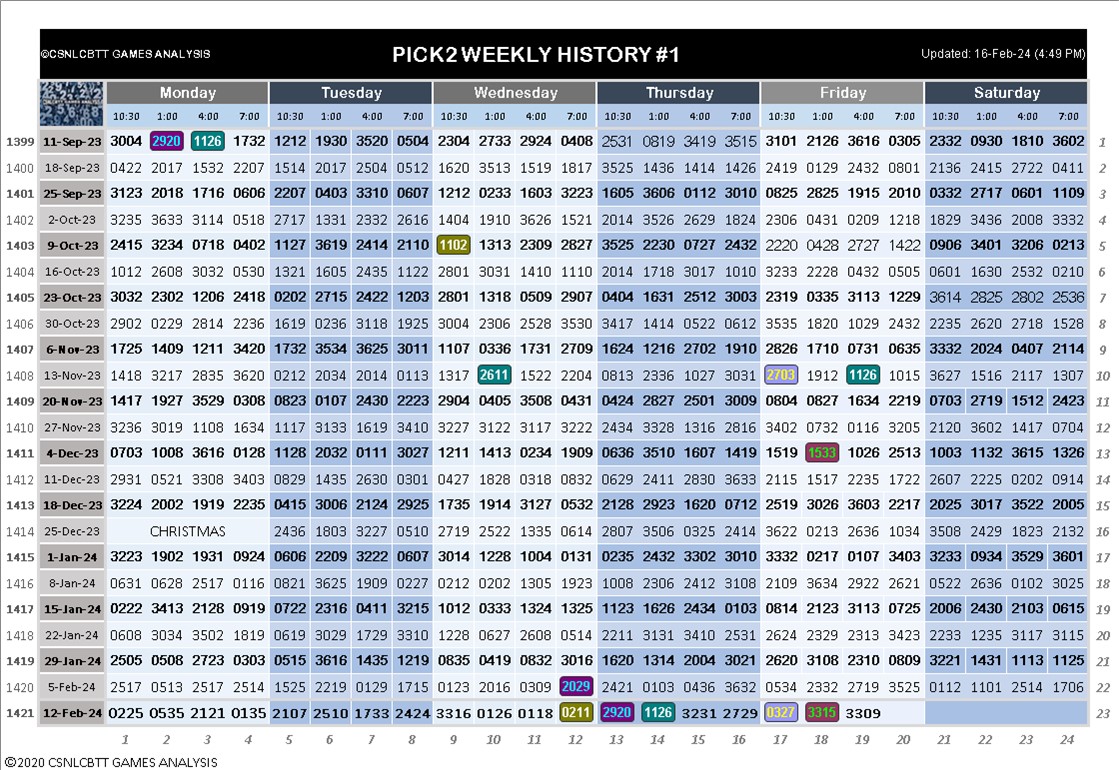 ©CSNLCBTT GAMES ANALYSIS PICK2 WEEKLY HISTORY #1 Updated: 16-Feb-24 (4:49 PM)
Monday Tuesday Wednesday Thursday Friday Saturday
10:30 1:00 4:00 7:00 10:30 1:00 4:00 7:00 10:30 1:00 4:00 7:00 10:30 1:00 4:00 7:00 10:30 1:00 4:00 7:00 10:30 1:00 4:00 7:00
1399 11-Sep-23 3004 2920 1126 1732 1212 1930 3520 0504 2304 2733 2924 0408 2531 0819 3419 3515 3101 2126 3616 0305 2332 0930 1810 3602 1
1400 18-Sep-23 0422 2017 1532 2207 1514 2017 2504 0512 1620 3513 1519 1817 3525 1436 1414 1426 2419 0129 2432 0801 2136 2415 2722 0411 2
1401 25-Sep-23 3123 2018 1716 0606 2207 0403 3310 0607 1212 0233 1603 3223 1605 3606 0112 3010 0825 2825 1915 2010 0332 2717 0601 1109 3
1402 2-Oct-23 3235 3633 3114 0518 2717 1331 2332 2616 1404 1910 3626 1521 2014 3526 2629 1824 2306 0431 0209 1218 1829 3436 2008 3332 4
1403 9-Oct-23 2415 3234 0718 0402 1127 3619 2414 2110 1102 1313 2309 2827 3525 2230 0727 2432 2220 0428 2727 1422 0906 3401 3206 0213 5
1404 16-Oct-23 1012 2608 3032 0530 1321 1605 2435 1122 2801 3031 1410 1110 2014 1718 3017 1010 3233 2228 0432 0505 0601 1630 2532 0210 6
1405 23-Oct-23 3032 2302 1206 2418 0202 2715 2422 1203 2801 1318 0509 2907 0404 1631 2512 3003 2319 0335 3113 1229 3614 2825 2802 2536 7
1406 30-Oct-23 2902 0229 2814 2236 1619 0236 3118 1925 3004 2306 2528 3530 3417 1414 0522 0612 3535 1820 1029 2432 2235 2620 2718 1528 8
1407 6-Nov-23 1725 1409 1211 3420 1732 3534 3625 3011 1107 0336 1731 2709 1624 1216 2702 1910 2826 1710 0731 0635 3332 2024 0407 2114 9
1408 13-Nov-23 1418 3217 2835 3620 0212 2034 2014 0113 1317 2611 1522 2204 0813 2336 1027 3031 2703 1912 1126 1015 3627 1516 2117 1307 10
1409 20-Nov-23 1417 1927 3529 0308 0823 0107 2430 2223 2904 0405 3508 0431 0424 2827 2501 3009 0804 0827 1634 2219 0703 2719 1512 2423 11
1410 27-Nov-23 3236 3019 1108 1634 1117 3133 1619 3410 3227 3122 3117 3222 2434 3328 1316 2816 3402 0732 0116 3205 2120 3602 1417 0704 12
1411 4-Dec-23 0703 1008 3616 0128 1128 2032 0111 3027 1211 1413 0234 1909 0636 3510 1607 1419 1519 1533 1026 2513 1003 1132 3615 1326 13
1412 11-Dec-23 2931 0521 3308 3403 0829 1435 2630 0301 0427 1828 0318 0832 0629 2411 2830 3633 2115 1517 2235 1722 2607 2225 0202 0914 14
1413 18-Dec-23 3224 2002 1919 2235 0415 3006 2124 2925 1735 1914 3127 0532 2128 2923 1620 0712 2519 3026 3603 2217 2025 3017 3522 2005 15
1414 25-Dec-23 CHRISTMAS 2436 1803 3227 0510 2719 2522 1335 0614 2807 3506 0325 2414 3622 0213 2636 1034 3508 2429 1823 2132 16
1415 1-Jan-24 3223 1902 1931 0924 0606 2209 3222 0607 3014 1228 1004 0131 0235 2432 3302 3010 3332 0217 0107 3403 3233 0934 3529 3601 17
1416 8-Jan-24 0631 0628 2517 0116 0821 3625 1909 0227 0212 0202 1305 1923 1008 2306 2412 3108 2109 3634 2922 2621 0522 2636 0102 3025 18
1417 15-Jan-24 0222 3413 2128 0919 0722 2316 0411 3215 1012 0333 1324 1325 1123 1626 2434 0103 0814 2123 3113 0725 2006 2430 2103 0615 19
1418 22-Jan-24 0608 3034 3502 1819 0619 3029 1729 3310 1228 0627 2608 0514 2211 3131 3410 2531 2624 2329 2313 3423 2233 1235 3117 3115 20
1419 29-Jan-24 2505 0508 2723 0303 0515 3616 1435 1219 0835 0419 0832 3016 1620 1314 2004 3021 2620 3108 2310 0809 3221 1431 1113 1125 21
1420 5-Feb-24 2517 0513 2517 2514 1525 2219 0129 1715 0123 2016 0309 2029 2421 0103 0436 3632 0534 2332 2719 3525 0112 1101 2514 1706 22
1421 12-Feb-24 0225 0535 2121 0135 2107 2510 1733 2424 3316 0126 0118 0211 2920 1126 3231 2729 0327 3315 3309 23
1 2 3 4 5 6 7 8 9 10 11 12 13 14 15 16 17 18 19 20 21 22 23 24
©2020 CSNLCBTT GAMES ANALYSIS